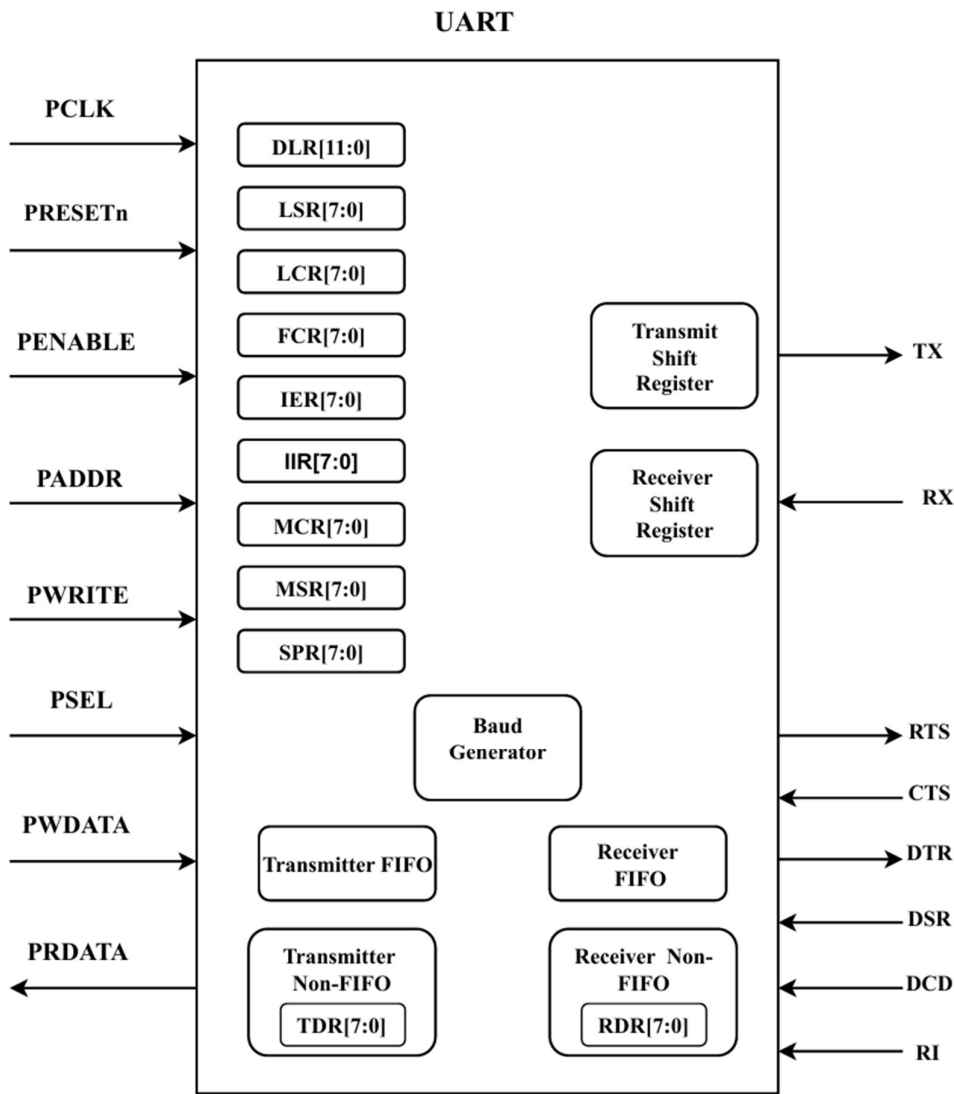 UART
PCLK
PRESETn
PENABLE
PADDR
PWRITE
PSEL
PWDATA
PRDATA
DLR[11:0]
LSR[7:0]
LCR[7:0]
FCR[7:0]
IER[7:0]
IIR[7:0]
MCR[7:0]
MSR[7:0]
SPR[7:0]
Transmit
Shift
Register
Receiver
Shift
Register
Baud
Generator
Transmitter FIFO
Receiver
FIFO
Transmitter
Non-FIFO
TDR[7:0]
Receiver Non-
FIFO
RDR[7:0]
TX
RX
RTS
CTS
DTR
DSR
DCD
RI